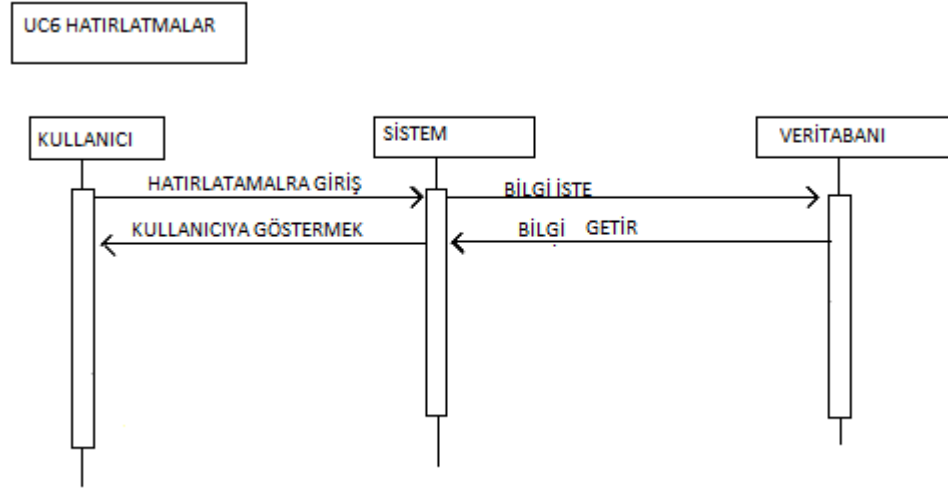 UC6 HATIRLATMALAR
KULLANICI
SİSTEM
VERİTABANI
HATIRLATAMALRA GİRİŞ
BİLGİ İSTE
KULLANICIYA GÖSTERMEK
BİLGİ GETİR